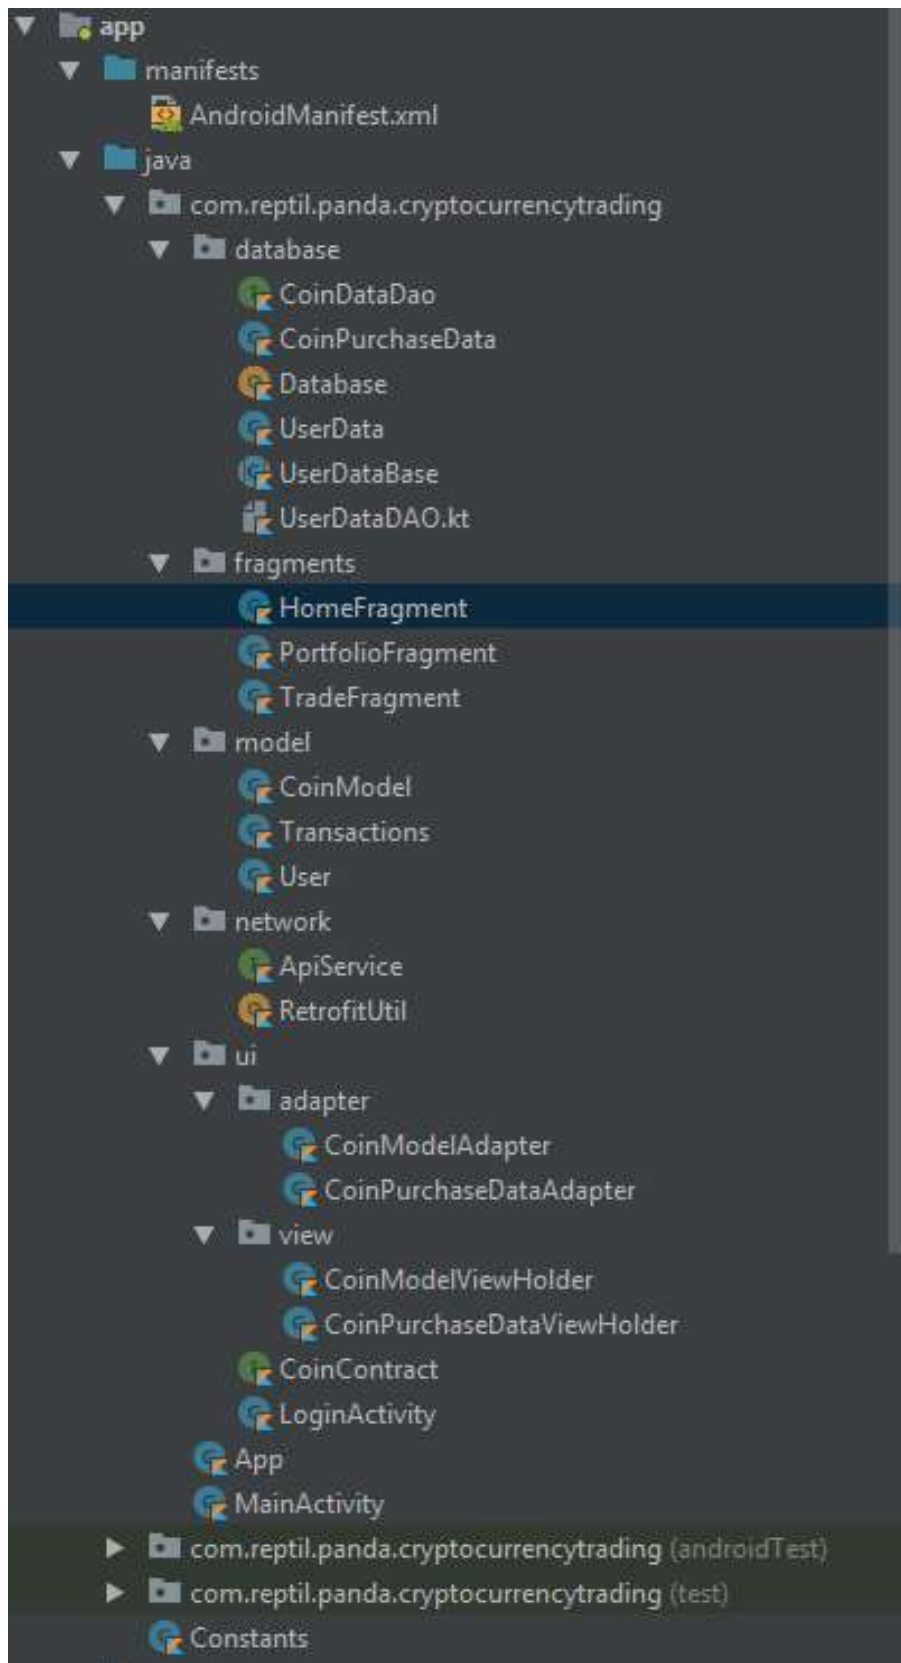 app
manifests
AndroidManifest.xml
java
com.reptil.panda.cryptocurrencytrading
database
CoinDataDao
CoinPurchaseData
Database
UserData
UserDataBase
UserDataDAO.kt
fragments
HomeFragment
PortfolioFragment
TradeFragment
model
CoinModel
Transactions
User
network
ApiService
RetrofitUtil
ui
adapter
CoinModelAdapter
CoinPurchaseDataAdapter
view
CoinModelViewHolder
CoinPurchaseDataViewHolder
CoinContract
LoginActivity
App
MainActivity
com.reptil.panda.cryptocurrencytrading (androidTest)
com.reptil.panda.cryptocurrencytrading (test)
Constants